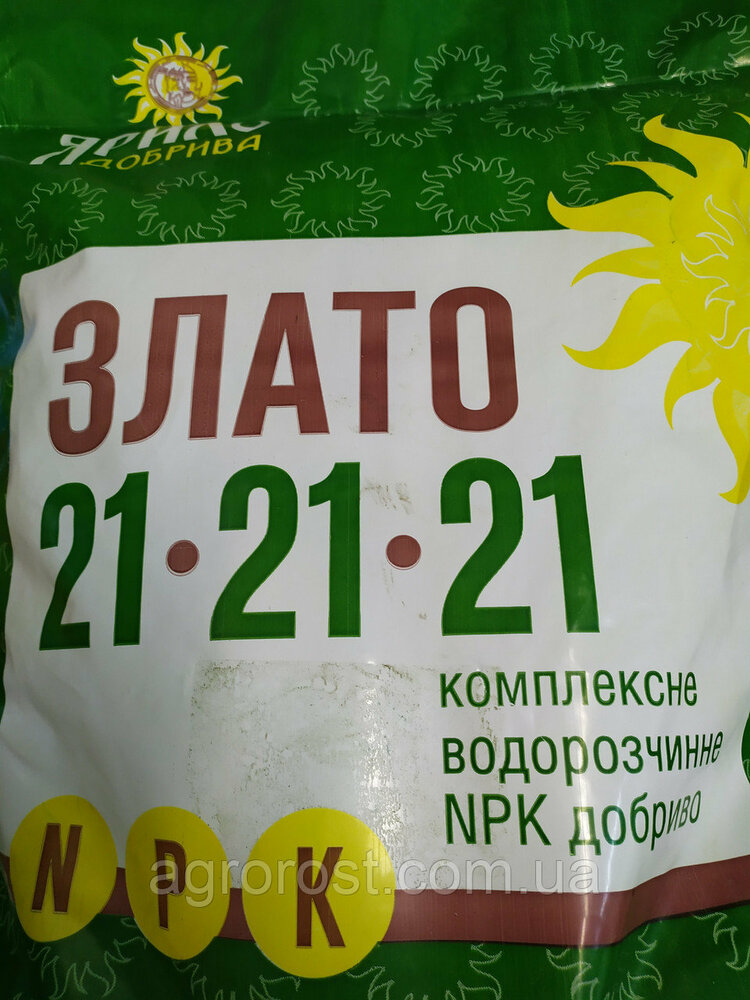 ЯРИЛО
ДОБРИВА
ЗЛАТО
21·21·21
комплексне
водорозчинне
NPK добриво
N P K
agrorost.com.ua